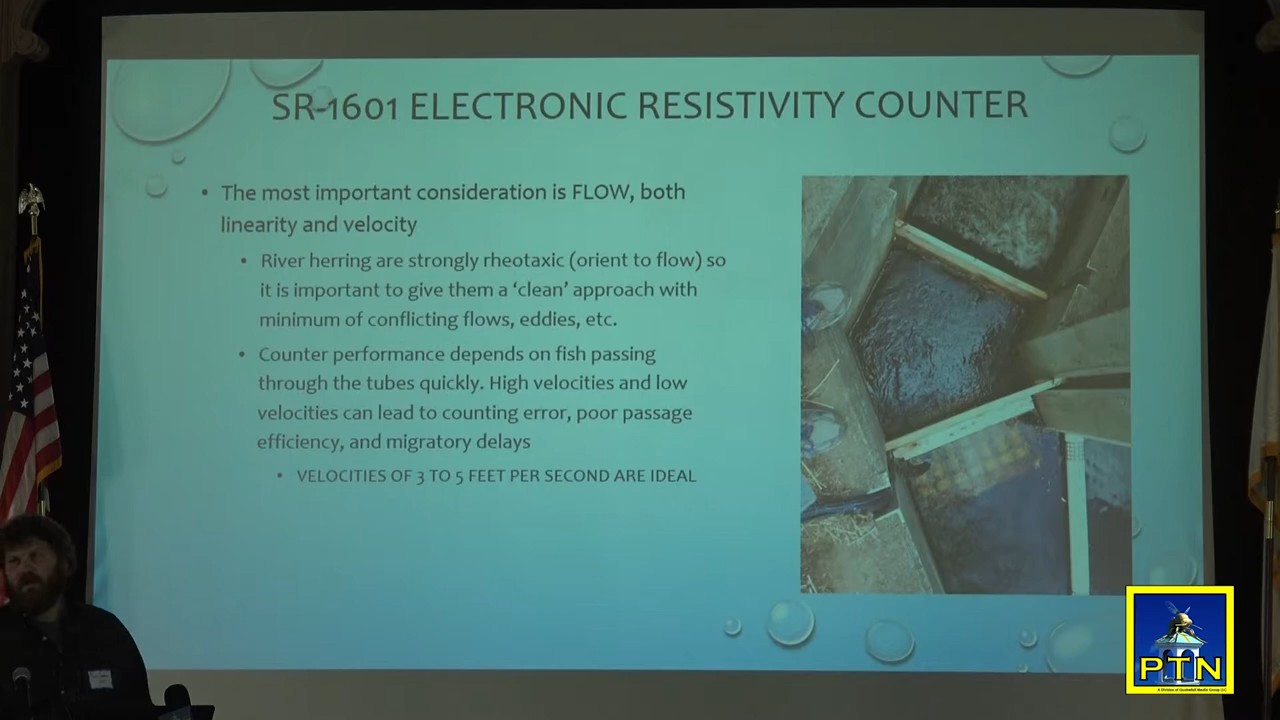 SR-1601 ELECTRONIC RESISTIVITY COUNTER
• The most important consideration is FLOW, both
linearity and velocity
• River herring are strongly rheotaxic (orient to flow) so
it is important to give them a ‘clean’ approach with
minimum of conflicting flows, eddies, etc.
• Counter performance depends on fish passing
through the tubes quickly. High velocities and low
velocities can lead to counting error, poor passage
efficiency, and migratory delays
• VELOCITIES OF 3 TO 5 FEET PER SECOND ARE IDEAL
PTN